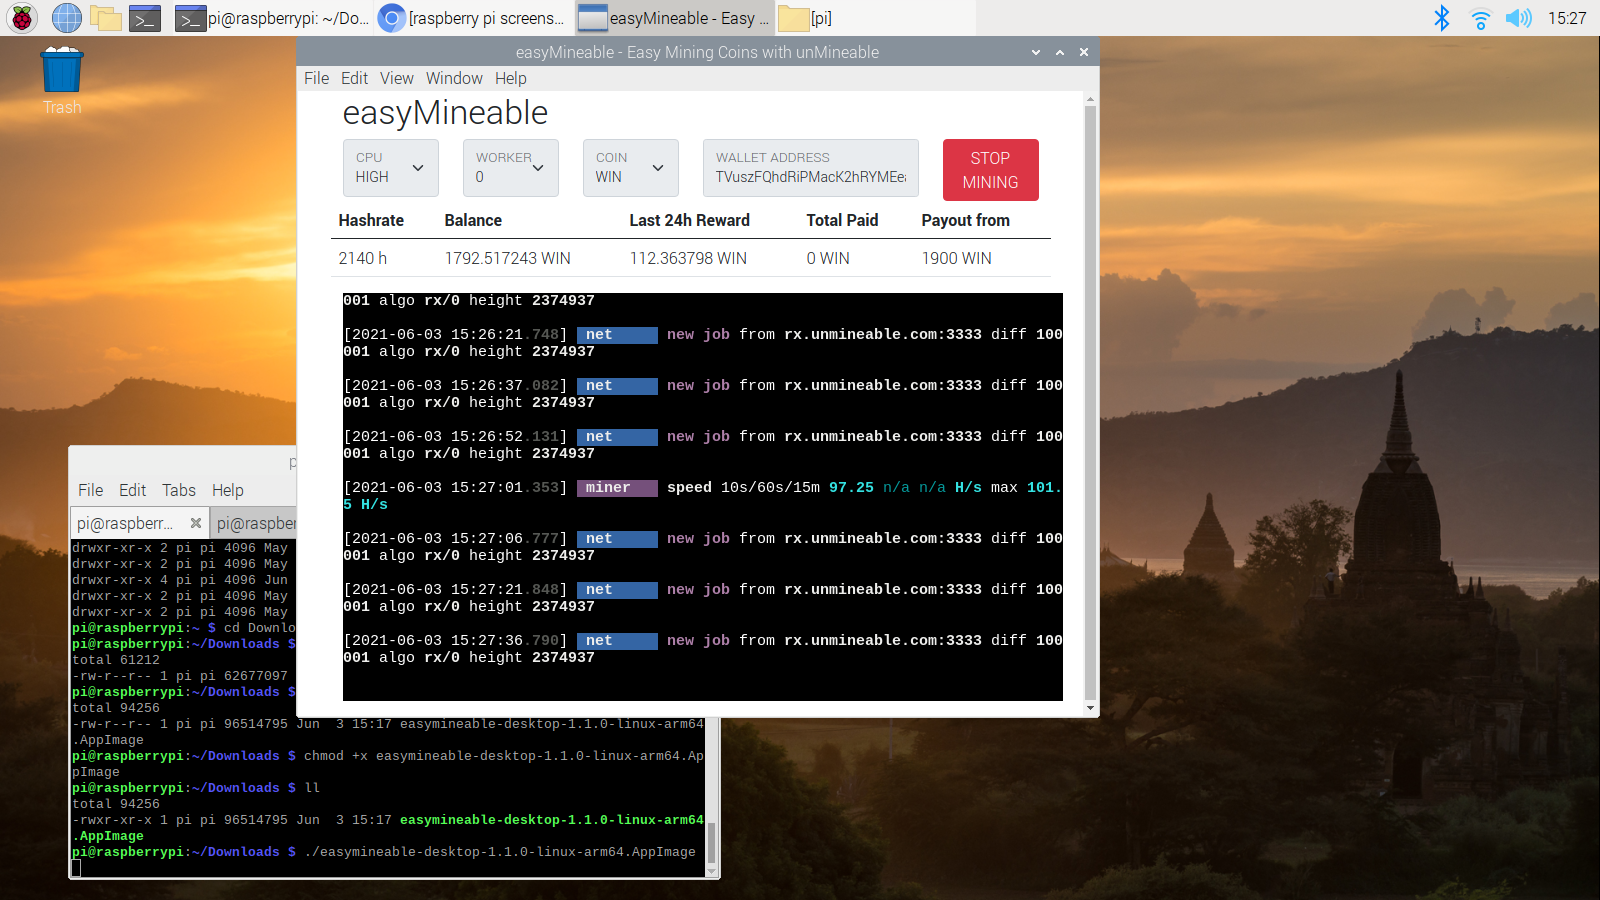 pi@raspberrypi: ~/Do...
[raspberry pi screens...
easyMineable - Easy ...
[pi]
15:27
Trash
easyMineable - Easy Mining Coins with unMineable
File Edit View Window Help
easyMineable
CPU
HIGH
WORKER
0
COIN
WIN
WALLET ADDRESS
TVuszFQhdRiPMacK2hRYMEe
STOP
MINING
Hashrate Balance Last 24h Reward Total Paid Payout from
2140 h 1792.517243 WIN 112.363798 WIN 0 WIN 1900 WIN
001 algo rx/0 height 2374937
[2021-06-03 15:26:21.748] net new job from rx.unmineable.com:3333 diff 100
001 algo rx/0 height 2374937
[2021-06-03 15:26:37.082] net new job from rx.unmineable.com:3333 diff 100
001 algo rx/0 height 2374937
[2021-06-03 15:26:52.131] net new job from rx.unmineable.com:3333 diff 100
001 algo rx/0 height 2374937
[2021-06-03 15:27:01.353] miner speed 10s/60s/15m 97.25 n/a n/a H/s max 101.
5 H/s
[2021-06-03 15:27:06.777] net new job from rx.unmineable.com:3333 diff 100
001 algo rx/0 height 2374937
[2021-06-03 15:27:21.848] net new job from rx.unmineable.com:3333 diff 100
001 algo rx/0 height 2374937
[2021-06-03 15:27:36.790] net new job from rx.unmineable.com:3333 diff 100
001 algo rx/0 height 2374937
File Edit Tabs Help
pi@raspberr... pi@raspber
drwxr-xr-x 2 pi pi 4096 May
drwxr-xr-x 2 pi pi 4096 May
drwxr-xr-x 4 pi pi 4096 Jun
drwxr-xr-x 2 pi pi 4096 May
drwxr-xr-x 2 pi pi 4096 May
pi@raspberrypi:~ $ cd Downlo
pi@raspberrypi:~/Downloads $
total 61212
-rw-r--r-- 1 pi pi 62677097
pi@raspberrypi:~/Downloads $
total 94256
-rw-r--r-- 1 pi pi 96514795 Jun  3 15:17 easymineable-desktop-1.1.0-linux-arm64
.AppImage
pi@raspberrypi:~/Downloads $ chmod +x easymineable-desktop-1.1.0-linux-arm64.Ap
pImage
pi@raspberrypi:~/Downloads $ ll
total 94256
-rwxr-xr-x 1 pi pi 96514795 Jun  3 15:17 easymineable-desktop-1.1.0-linux-arm64
.AppImage
pi@raspberrypi:~/Downloads $ ./easymineable-desktop-1.1.0-linux-arm64.AppImage